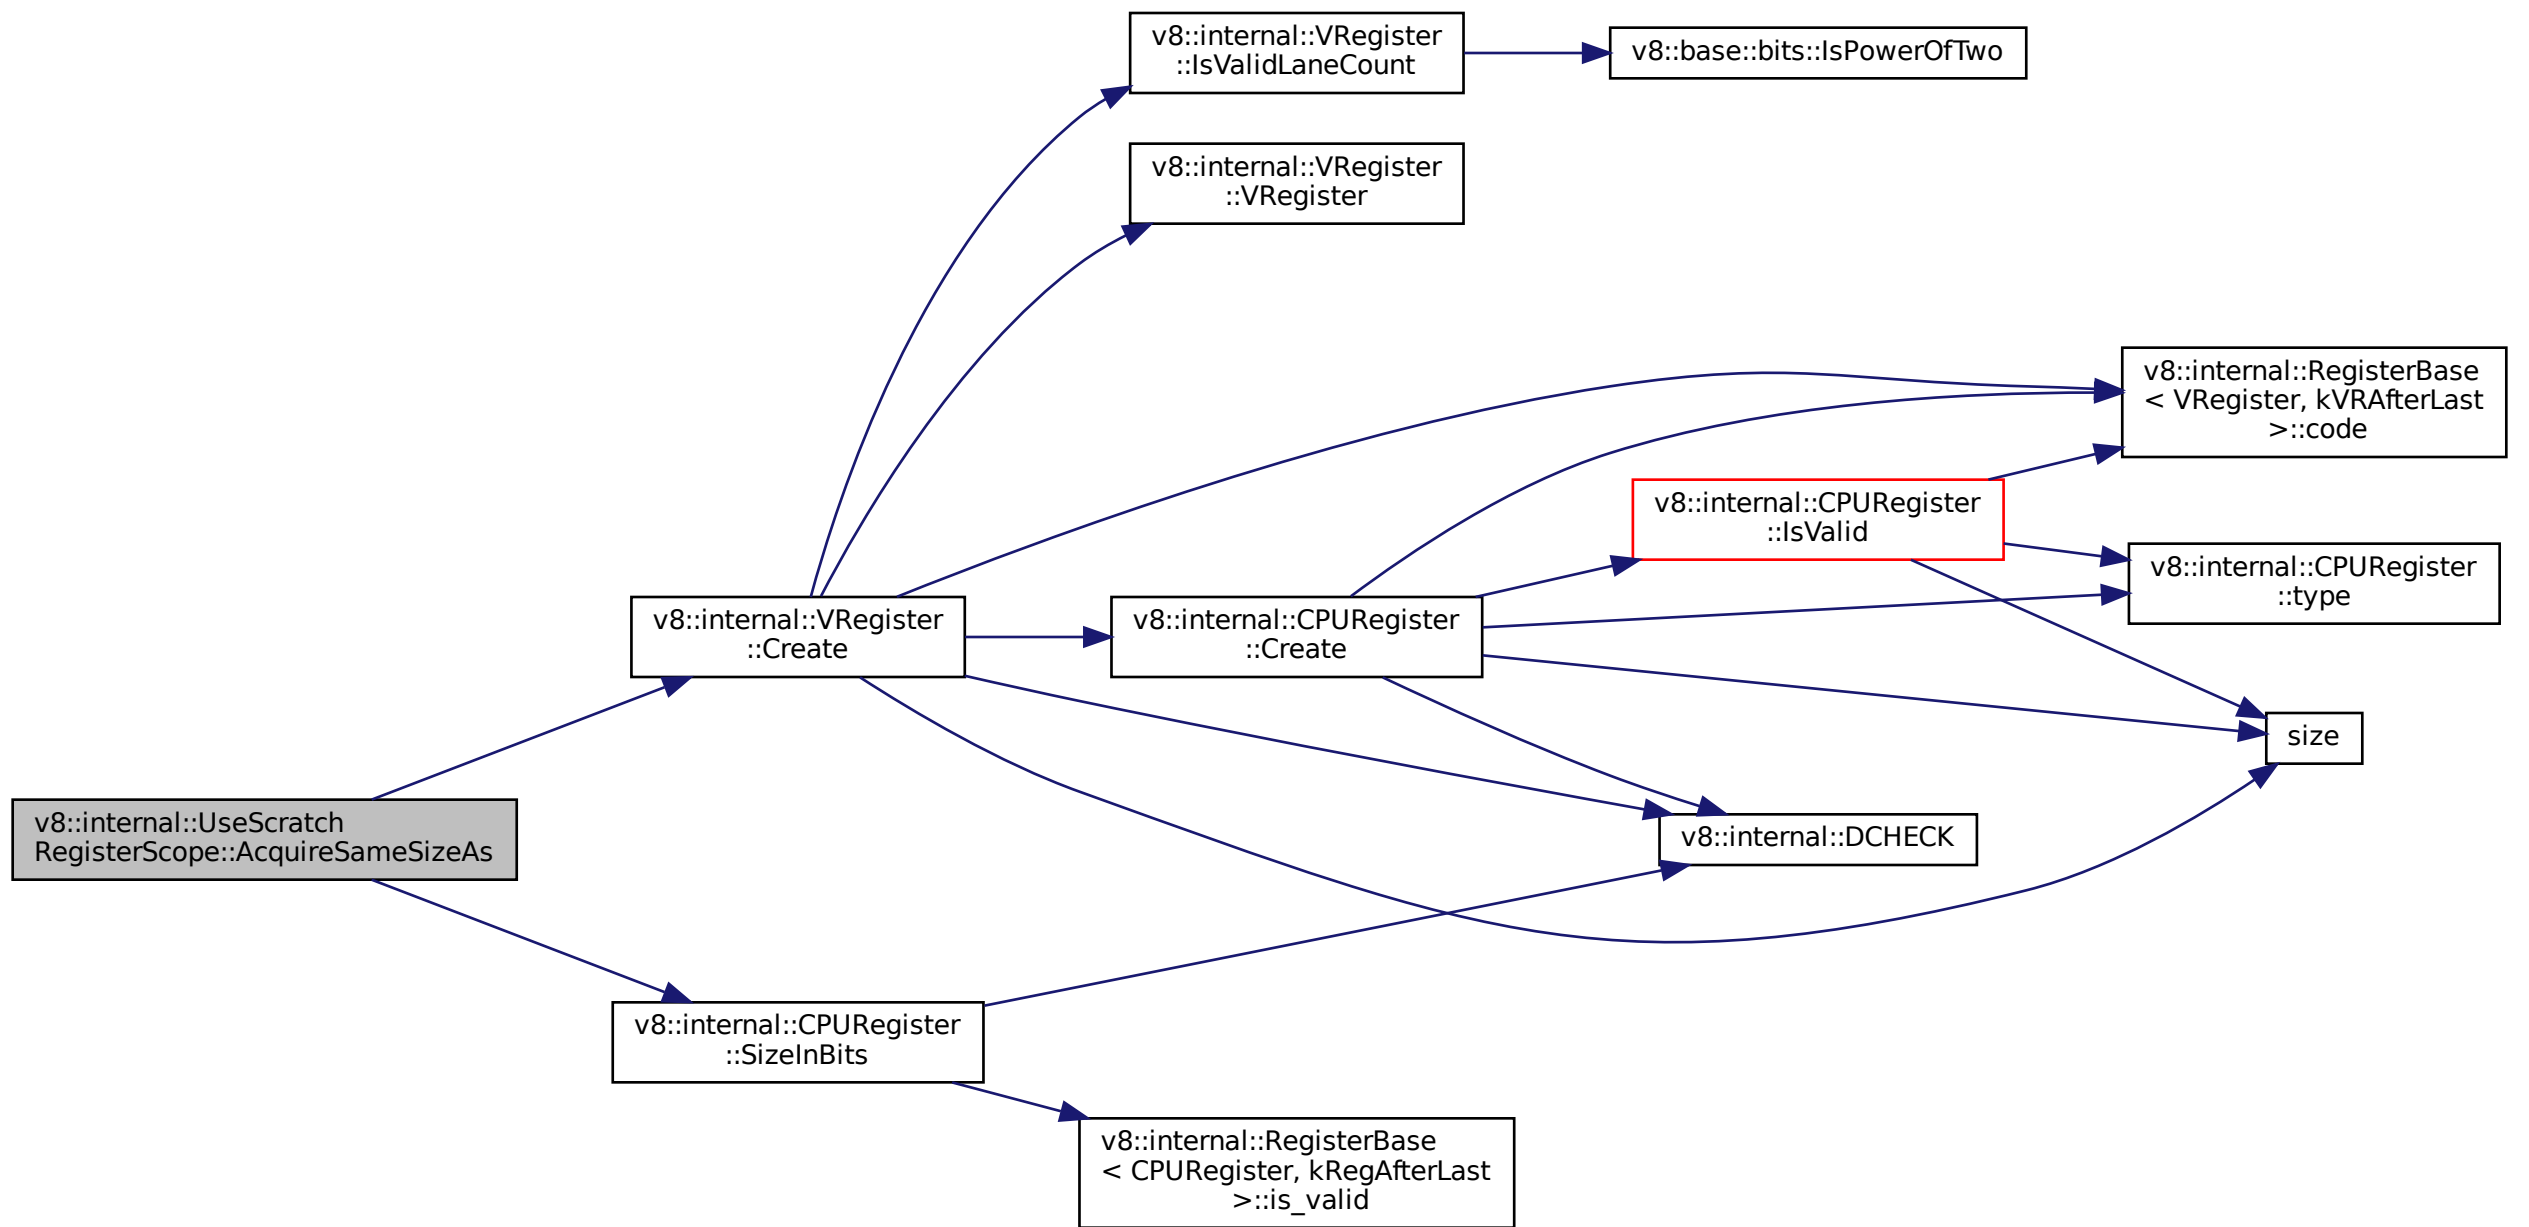 v8::internal::VRegister
::IsValidLaneCount
v8::base::bits::IsPowerOfTwo
v8::internal::VRegister
::VRegister
v8::internal::RegisterBase
< VRegister, kVRAfterLast
>::code
v8::internal::CPURegister
::IsValid
v8::internal::CPURegister
::type
v8::internal::VRegister
::Create
v8::internal::CPURegister
::Create
size
v8::internal::UseScratch
RegisterScope::AcquireSameSizeAs
v8::internal::DCHECK
v8::internal::CPURegister
::SizeInBits
v8::internal::RegisterBase
< CPURegister, kRegAfterLast
>::is_valid